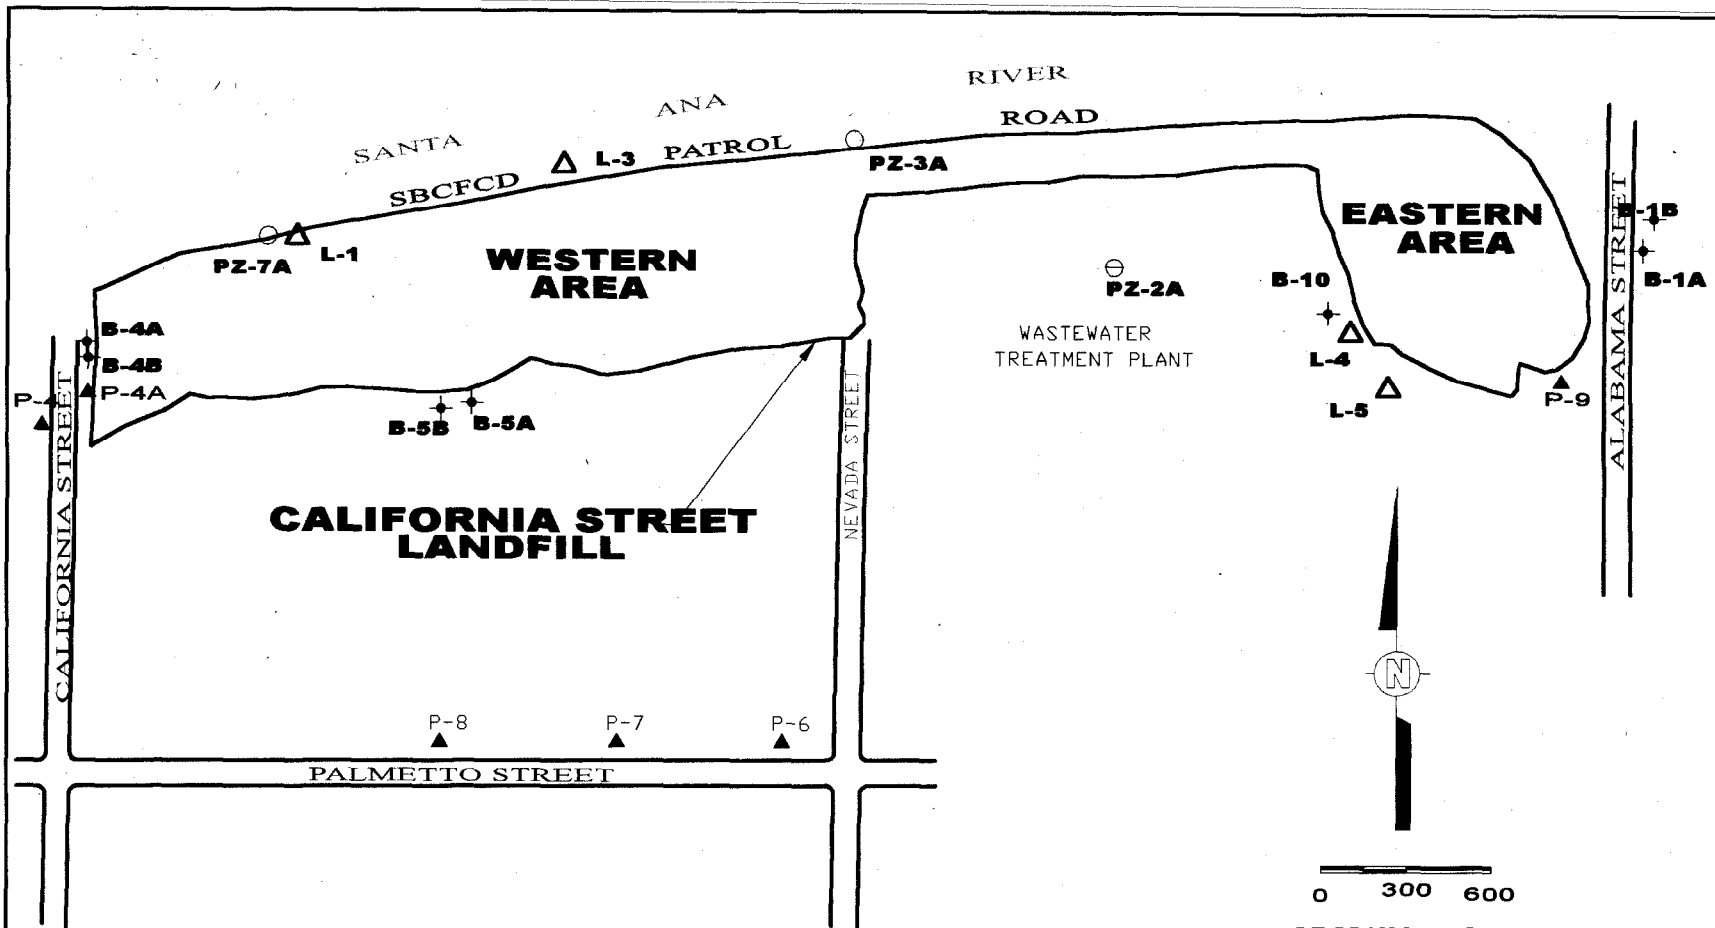 RIVER
ANA
SANTA
ROAD
PATROL
SBCFCD
L-3
PZ-3A
L-1
PZ-7A
WESTERN
AREA
EASTERN
AREA
B-1B
B-1A
ALABAMA STREET
PZ-2A
B-10
WASTEWATER
TREATMENT PLANT
L-4
L-5
P-9
B-4A
B-4B
P-4A
P-4
B-5B
B-5A
CALIFORNIA STREET
NEVADA STREET
CALIFORNIA STREET
LANDFILL
N
P-8
P-7
P-6
PALMETTO STREET
0 300 600